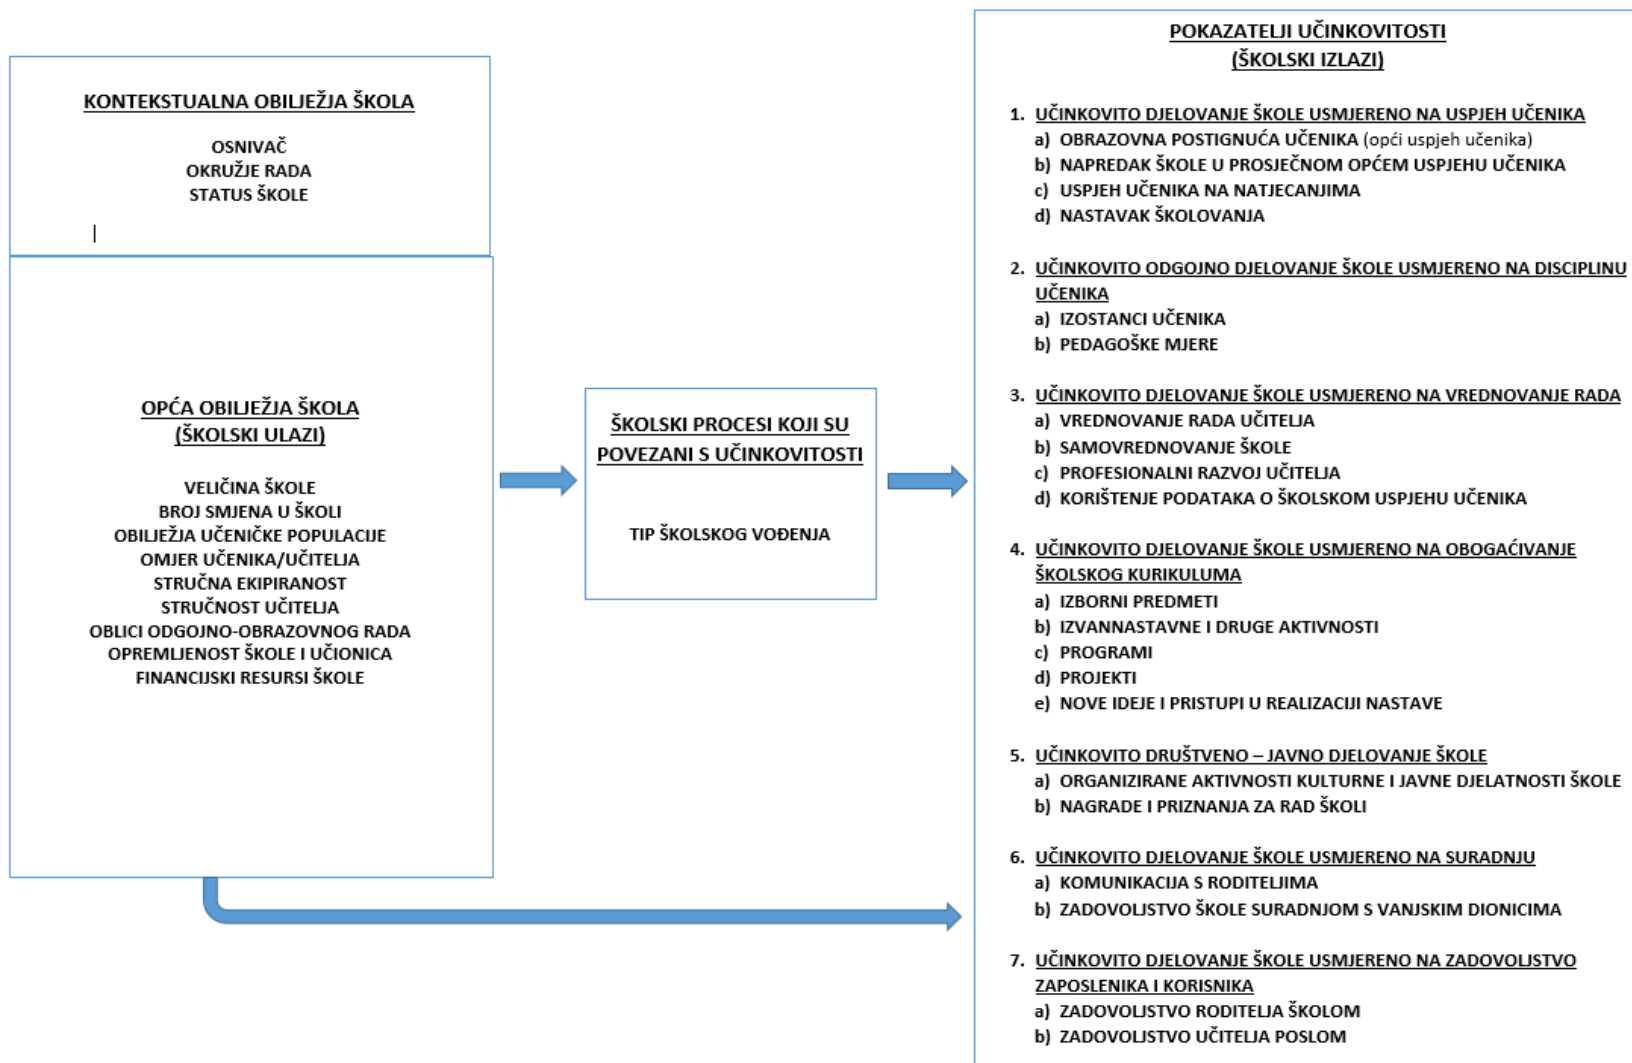 KONTEKSTUALNA OBILJEŽJA ŠKOLA
OSNIVAČ
OKRUŽJE RADA
STATUS ŠKOLE
OPĆA OBILJEŽJA ŠKOLA
(ŠKOLSKI ULAZI)
VELIČINA ŠKOLE
BROJ SMJENA U ŠKOLI
OBILJEŽJA UČENIČKE POPULACIJE
OMJER UČENIKA/UČITELJA
STRUČNA EKIPIRANOST
STRUČNOST UČITELJA
OBLICI ODGOJNO-OBRAZOVNOG RADA
OPREMLJENOST ŠKOLE I UČIONICA
FINANCIJSKI RESURSI ŠKOLE
ŠKOLSKI PROCESI KOJI SU
POVEZANI S UČINKOVITOSTI
TIP ŠKOLSKOG VOĐENJA
POKAZATELJI UČINKOVITOSTI
(ŠKOLSKI IZLAZI)
1. UČINKOVITO DJELOVANJE ŠKOLE USMJERENO NA USPJEH UČENIKA
a) OBRAZOVNA POSTIGNUĆA UČENIKA (opći uspjeh učenika)
b) NAPREDAK ŠKOLE U PROSJEČNOM OPĆEM USPJEHU UČENIKA
c) USPJEH UČENIKA NA NATJECANJIMA
d) NASTAVAK ŠKOLOVANJA
2. UČINKOVITO ODGOJNO DJELOVANJE ŠKOLE USMJERENO NA DISCIPLINU
UČENIKA
a) IZOSTANCI UČENIKA
b) PEDAGOŠKE MJERE
3. UČINKOVITO DJELOVANJE ŠKOLE USMJERENO NA VREDNOVANJE RADA
a) VREDNOVANJE RADA UČITELJA
b) SAMOVREDNOVANJE ŠKOLE
c) PROFESIONALNI RAZVOJ UČITELJA
d) KORIŠTENJE PODATAKA O ŠKOLSKOM USPJEHU UČENIKA
4. UČINKOVITO DJELOVANJE ŠKOLE USMJERENO NA OBOGAĆIVANJE
ŠKOLSKOG KURIKULUMA
a) IZBORNI PREDMETI
b) IZVANNASTAVNE I DRUGE AKTIVNOSTI
c) PROGRAMI
d) PROJEKTI
e) NOVE IDEJE I PRISTUPI U REALIZACIJI NASTAVE
5. UČINKOVITO DRUŠTVENO – JAVNO DJELOVANJE ŠKOLE
a) ORGANIZIRANE AKTIVNOSTI KULTURNE I JAVNE DJELATNOSTI ŠKOLE
b) NAGRADE I PRIZNANJA ZA RAD ŠKOLI
6. UČINKOVITO DJELOVANJE ŠKOLE USMJERENO NA SURADNJU
a) KOMUNIKACIJA S RODITELJIMA
b) ZADOVOLJSTVO ŠKOLE SURADNJOM S VANJSKIM DIONICIMA
7. UČINKOVITO DJELOVANJE ŠKOLE USMJERENO NA ZADOVOLJSTVO
ZAPOSLENIKA I KORISNIKA
a) ZADOVOLJSTVO RODITELJA ŠKOLOM
b) ZADOVOLJSTVO UČITELJA POSLOM